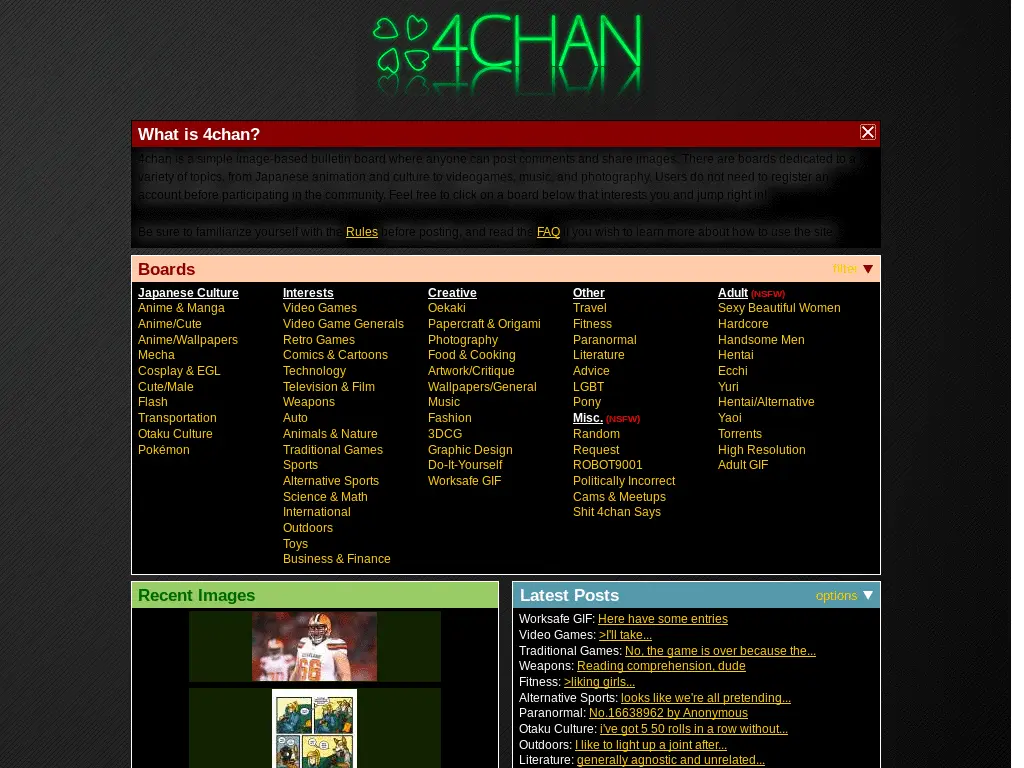 4CHAN
What is 4chan?
4chan is a simple image-based bulletin board where anyone can post comments and share images. There are boards dedicated to a
variety of topics, from Japanese animation and culture to videogames, music, and photography. Users do not need to register an
account before participating in the community. Feel free to click on a board below that interests you and jump right in!
Be sure to familiarize yourself with the Rules before posting, and read the FAQ if you wish to learn more about how to use the site.
Boards
filter
Japanese Culture
Anime & Manga
Anime/Cute
Anime/Wallpapers
Mecha
Cosplay & EGL
Cute/Male
Flash
Transportation
Otaku Culture
Pokémon
Interests
Video Games
Video Game Generals
Retro Games
Comics & Cartoons
Technology
Television & Film
Weapons
Auto
Animals & Nature
Traditional Games
Sports
Alternative Sports
Science & Math
International
Outdoors
Toys
Business & Finance
Creative
Oekaki
Papercraft & Origami
Photography
Food & Cooking
Artwork/Critique
Wallpapers/General
Music
Fashion
3DCG
Graphic Design
Do-It-Yourself
Worksafe GIF
Other
Travel
Fitness
Paranormal
Literature
Advice
LGBT
Pony
Misc. (NSFW)
Random
Request
ROBOT9001
Politically Incorrect
Cams & Meetups
Shit 4chan Says
Adult (NSFW)
Sexy Beautiful Women
Hardcore
Handsome Men
Hentai
Ecchi
Yuri
Hentai/Alternative
Yaoi
Torrents
High Resolution
Adult GIF
Recent Images
66
Latest Posts
options
Worksafe GIF: Here have some entries
Video Games: >I'll take...
Traditional Games: No, the game is over because the...
Weapons: Reading comprehension, dude
Fitness: >liking girls...
Alternative Sports: looks like we're all pretending...
Paranormal: No.16638962 by Anonymous
Otaku Culture: i've got 5 50 rolls in a row without...
Outdoors: I like to light up a joint after...
Literature: generally agnostic and unrelated...